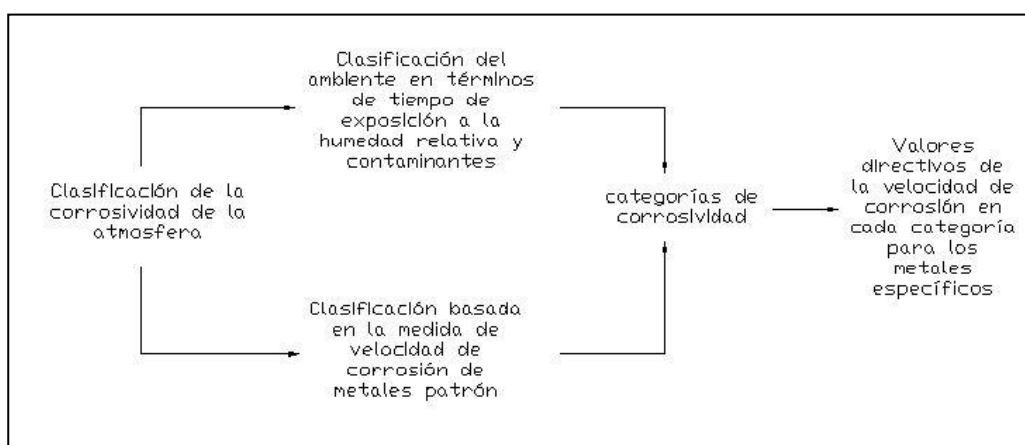 Clasificación de la
corrosividad de la
atmosfera
Clasificación del
ambiente en términos
de tiempo de
exposición a la
humedad relativa y
contaminantes
Clasificación basada
en la medida de
velocidad de
corrosión de
metales patrón
categorías de
corrosividad
Valores
directivos de
la velocidad de
corrosión en
cada categoría
para los
metales
específicos